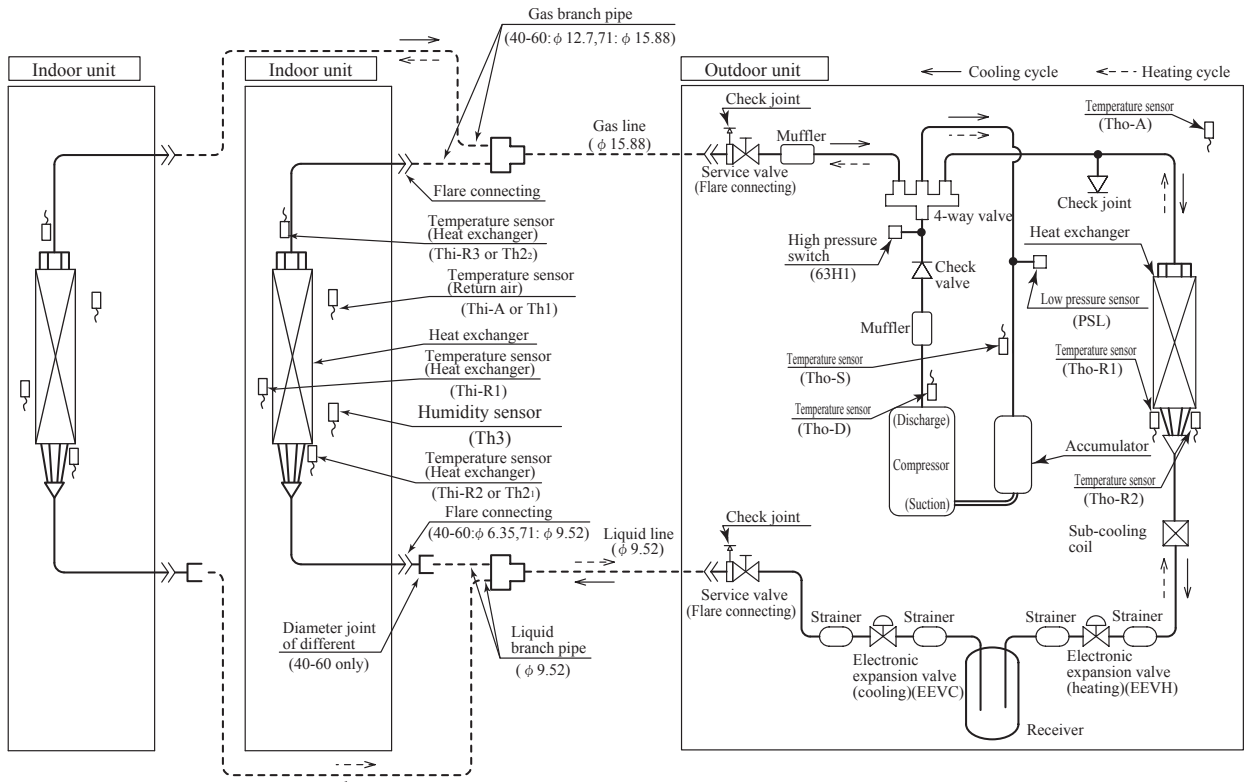 Gas branch pipe
(40-60: φ 12.7,71: φ 15.88)
Indoor unit
Indoor unit
Outdoor unit
Cooling cycle
Heating cycle
Check joint
Temperature sensor
(Tho-A)
Muffler
Gas line
(φ 15.88)
Service valve
(Flare connecting)
Flare connecting
4-way valve
Check joint
Temperature sensor
(Heat exchanger)
(Thi-R3 or Th2₂)
High pressure
switch
(63H1)
Heat exchanger
Check
valve
Temperature sensor
(Return air)
(Thi-A or Th1)
Low pressure sensor
(PSL)
Muffler
Heat exchanger
Temperature sensor
(Heat exchanger)
(Thi-R1)
Temperature sensor
(Tho-S)
Temperature sensor
(Tho-R1)
Humidity sensor
(Th3)
Temperature sensor
(Tho-D)
(Discharge)
Compressor
(Suction)
Accumulator
Temperature sensor
(Heat exchanger)
(Thi-R2 or Th2₁)
Temperature sensor
(Tho-R2)
Flare connecting
(40-60:φ 6.35,71: φ 9.52)
Liquid line
(φ 9.52)
Check joint
Sub-cooling
coil
Service valve
(Flare connecting)
Strainer
Strainer
Strainer
Strainer
Diameter joint
of different
(40-60 only)
Liquid
branch pipe
( φ 9.52)
Electronic
expansion valve
(cooling)(EEVC)
Electronic
expansion valve
(heating)(EEVH)
Receiver